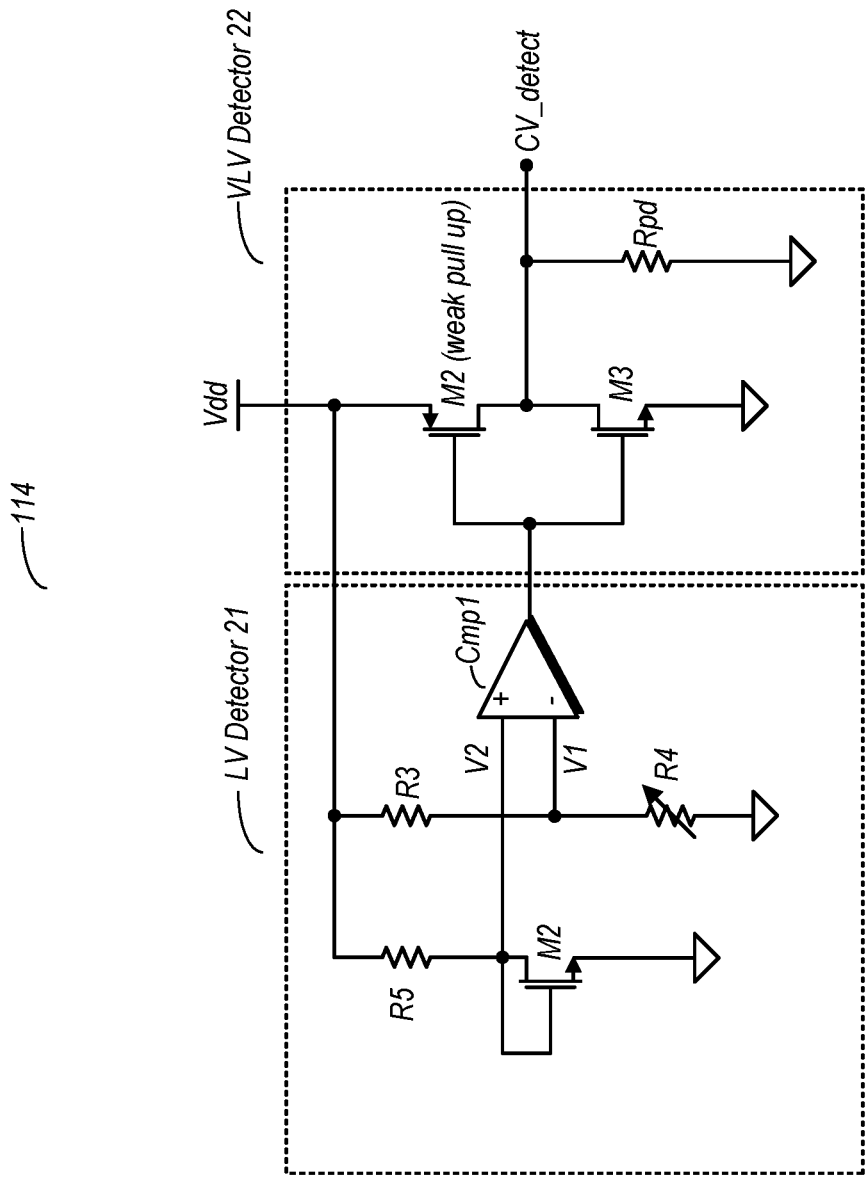 114
Vdd
LV Detector 21
VLV Detector 22
R5
R3
M2 (weak pull up)
CV_detect
V2
+
Cmp1
V1
-
M2
R4
M3
Rpd